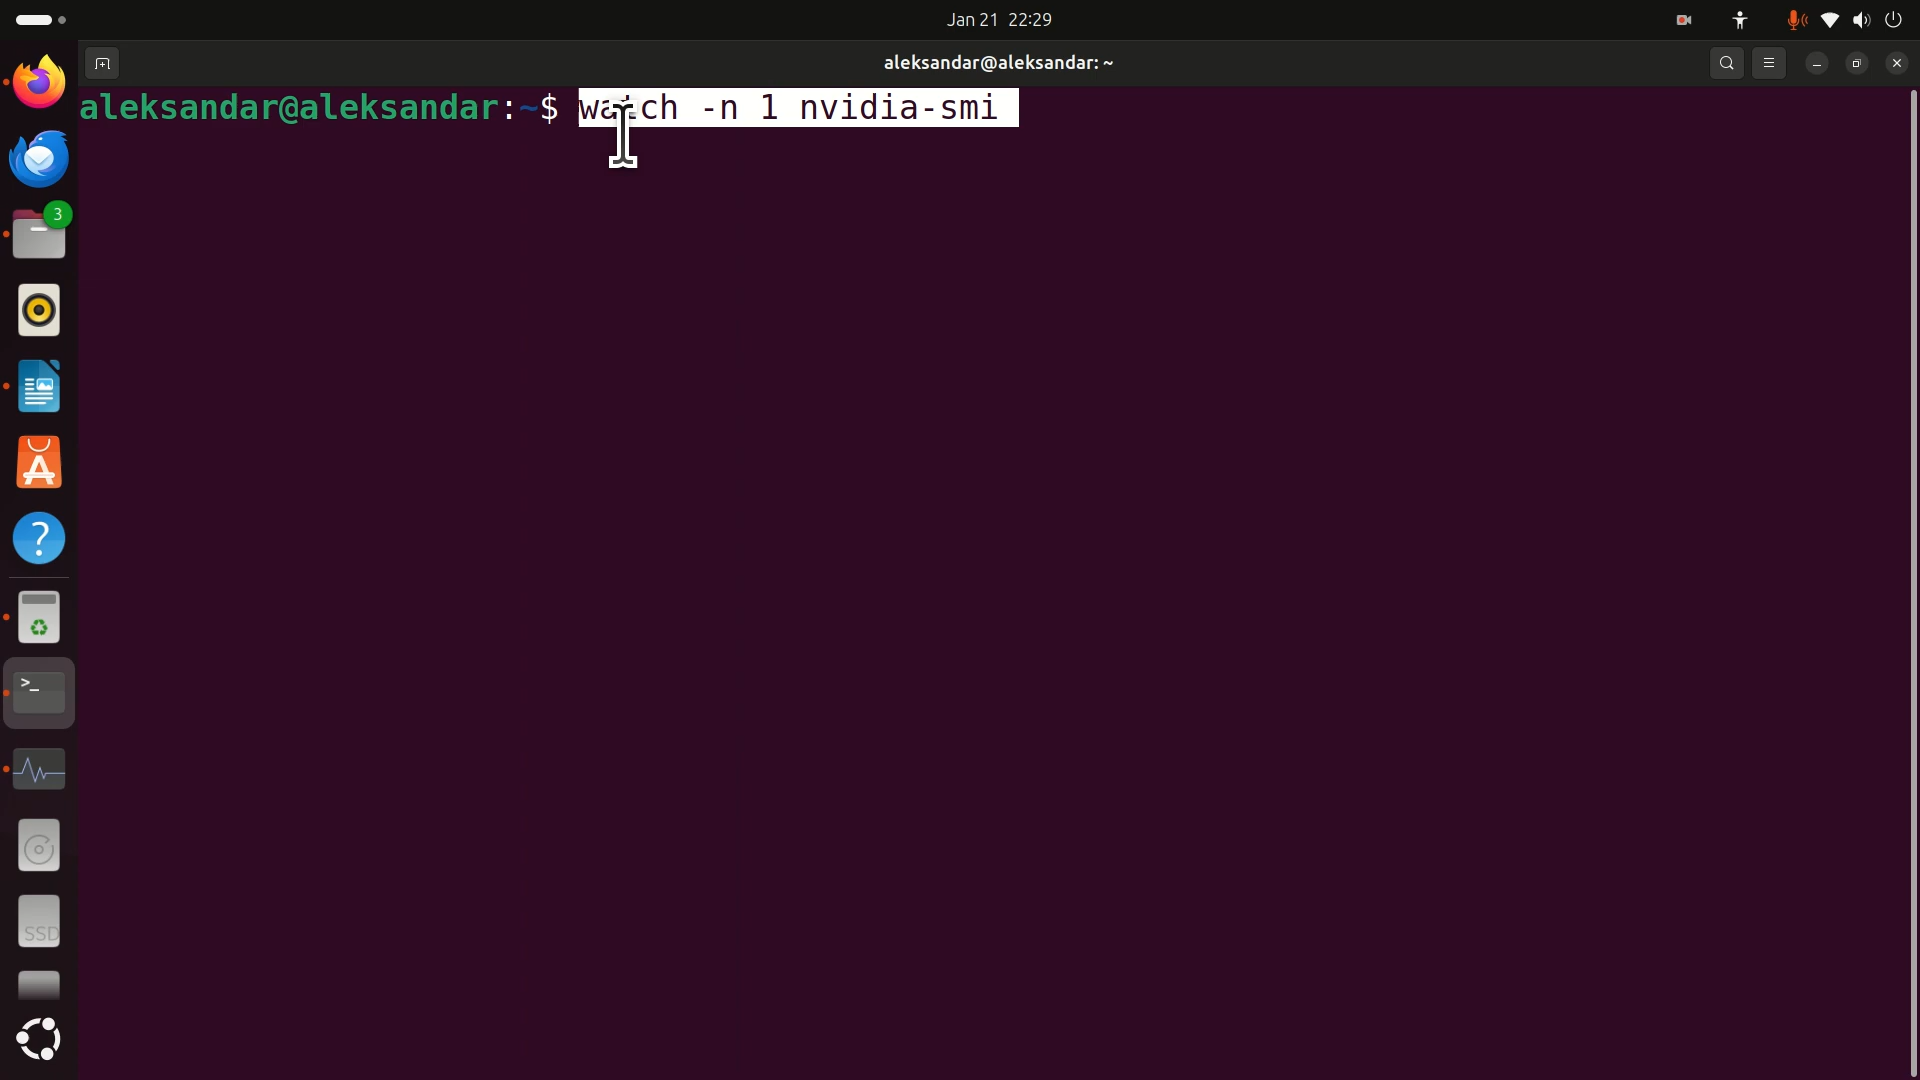 Jan 21 22:29
aleksandar@aleksandar: ~
aleksandar@aleksandar:~$ watch -n 1 nvidia-smi
3
?
>_
SSD